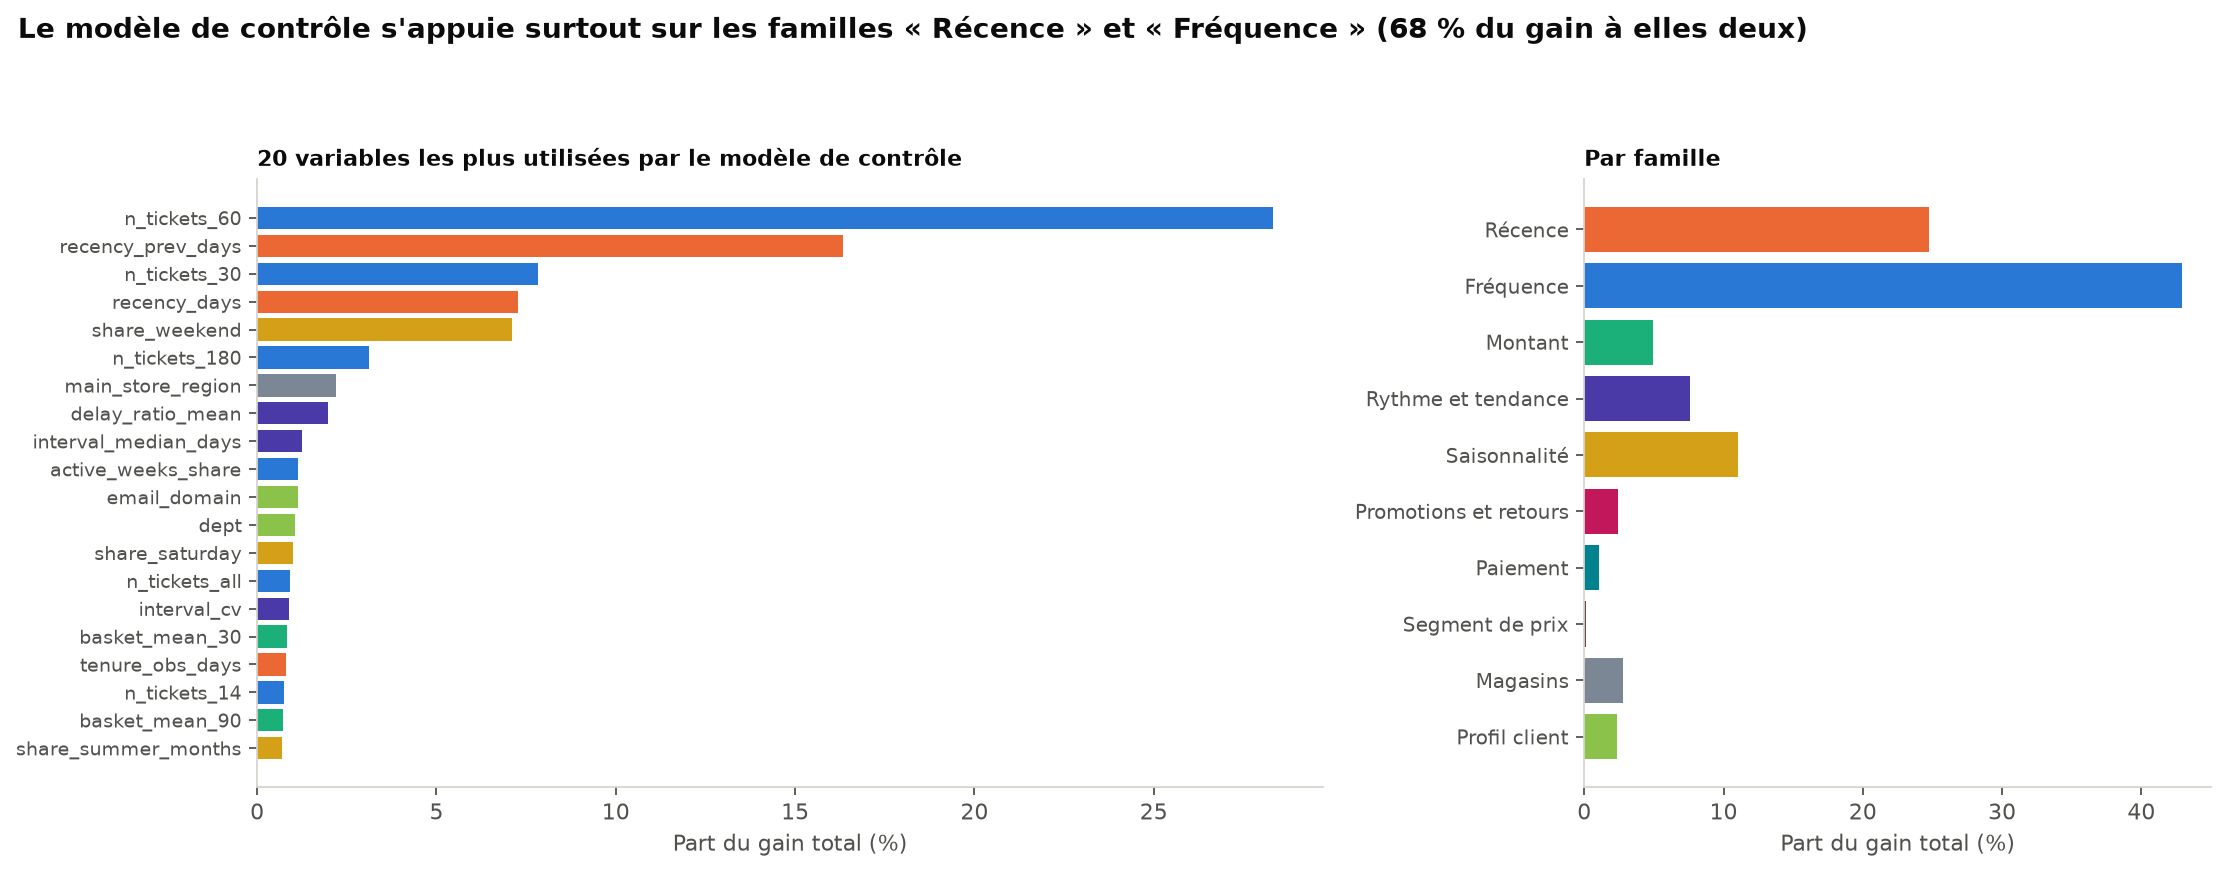 Le modèle de contrôle s'appuie surtout sur les familles « Récence » et « Fréquence » (68 % du gain à elles deux)
20 variables les plus utilisées par le modèle de contrôle
n_tickets_60
recency_prev_days
n_tickets_30
recency_days
share_weekend
n_tickets_180
main_store_region
delay_ratio_mean
interval_median_days
active_weeks_share
email_domain
dept
share_saturday
n_tickets_all
interval_cv
basket_mean_30
tenure_obs_days
n_tickets_14
basket_mean_90
share_summer_months
0 5 10 15 20 25
Part du gain total (%)
Par famille
Récence
Fréquence
Montant
Rythme et tendance
Saisonnalité
Promotions et retours
Paiement
Segment de prix
Magasins
Profil client
0 10 20 30 40
Part du gain total (%)